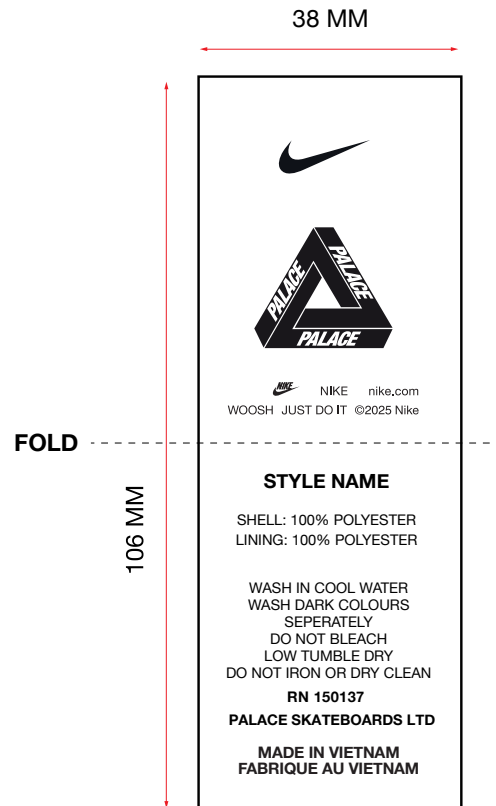 38 MM
PALACE
PALACE
PALACE
NIKE NIKE nike.com
WOOSH JUST DO IT ©2025 Nike
FOLD
106 MM
STYLE NAME
SHELL: 100% POLYESTER
LINING: 100% POLYESTER
WASH IN COOL WATER
WASH DARK COLOURS
SEPERATELY
DO NOT BLEACH
LOW TUMBLE DRY
DO NOT IRON OR DRY CLEAN
RN 150137
PALACE SKATEBOARDS LTD
MADE IN VIETNAM
FABRIQUE AU VIETNAM